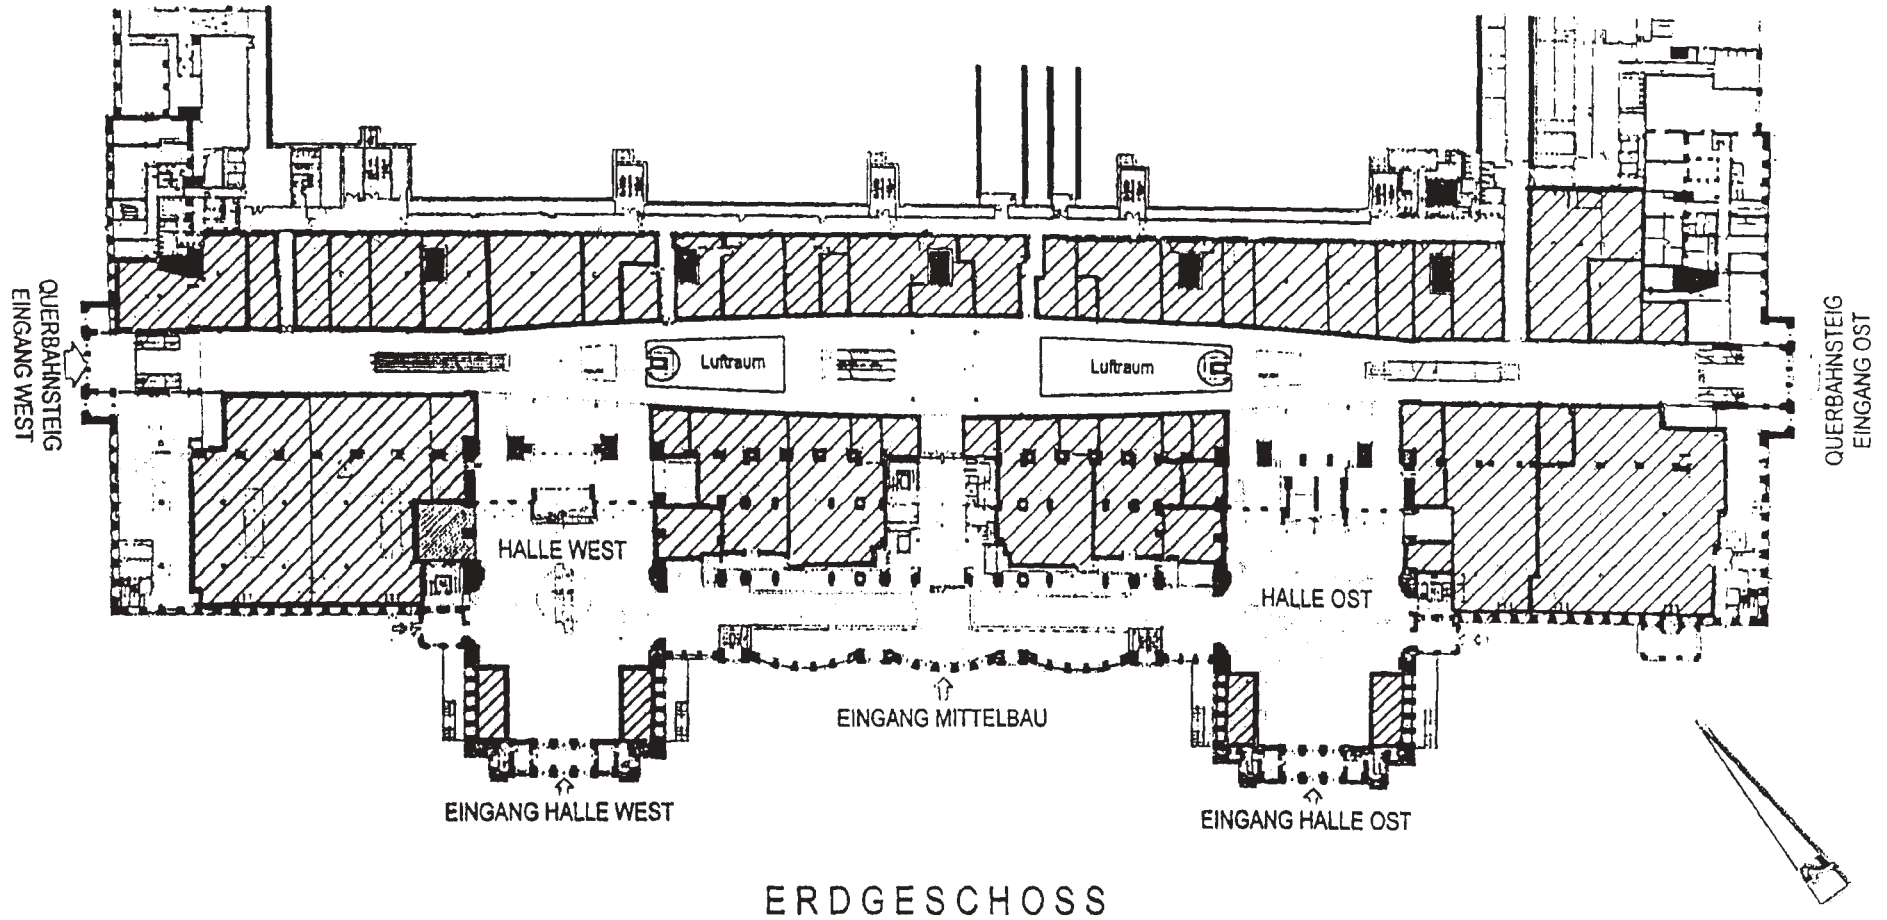 QUERBAHNSTEIG
EINGANG WEST
Luftraum
Luftraum
QUERBAHNSTEIG
EINGANG OST
HALLE WEST
HALLE OST
EINGANG MITTELBAU
EINGANG HALLE WEST
EINGANG HALLE OST
ERDGESCHOSS